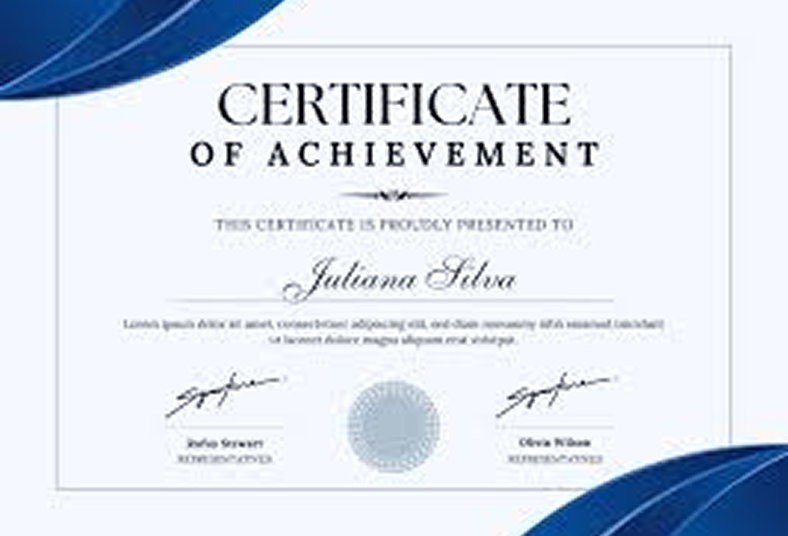 CERTIFICATE
OF ACHIEVEMENT
THIS CERTIFICATE IS PROUDLY PRESENTED TO
Juliana Silva
Lorem ipsum dolor sit amet, consectetuer adipiscing elit, sed diam nonummy nibh euismod tincidunt
ut laoreet dolore magna aliquam erat volutpat.
Signature Signature
Rufus Stewart Olivia Wilson
REPRESENTATIVES REPRESENTATIVES